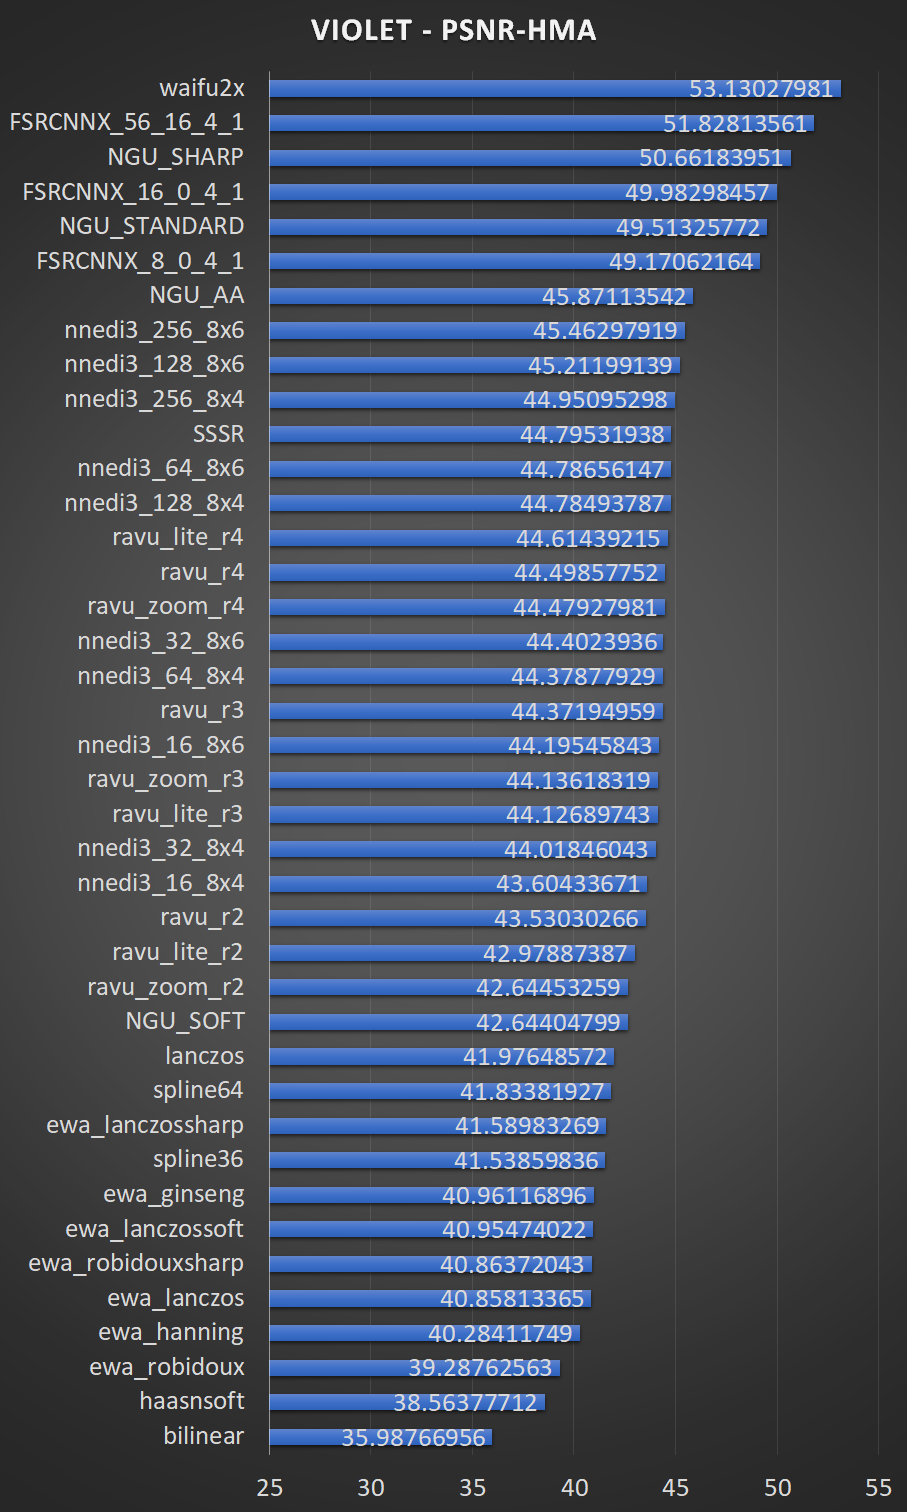 VIOLET - PSNR-HMA
waifu2x 53.13027981
FSRCNNX_56_16_4_1 51.82813561
NGU_SHARP 50.66183951
FSRCNNX_16_0_4_1 49.98298457
NGU_STANDARD 49.51325772
FSRCNNX_8_0_4_1 49.17062164
NGU_AA 45.87113542
nnedi3_256_8x6 45.46297919
nnedi3_128_8x6 45.21199139
nnedi3_256_8x4 44.95095298
SSSR 44.79531938
nnedi3_64_8x6 44.78656147
nnedi3_128_8x4 44.78493787
ravu_lite_r4 44.61439215
ravu_r4 44.49857752
ravu_zoom_r4 44.47927981
nnedi3_32_8x6 44.4023936
nnedi3_64_8x4 44.37877929
ravu_r3 44.37194959
nnedi3_16_8x6 44.19545843
ravu_zoom_r3 44.13618319
ravu_lite_r3 44.12689743
nnedi3_32_8x4 44.01846043
nnedi3_16_8x4 43.60433671
ravu_r2 43.53030266
ravu_lite_r2 42.97887387
ravu_zoom_r2 42.64453259
NGU_SOFT 42.64404799
lanczos 41.97648572
spline64 41.83381927
ewa_lanczossharp 41.58983269
spline36 41.53859836
ewa_ginseng 40.96116896
ewa_lanczossoft 40.95474022
ewa_robidouxsharp 40.86372043
ewa_lanczos 40.85813365
ewa_hanning 40.28411749
ewa_robidoux 39.28762563
haasnsoft 38.56377712
bilinear 35.98766956
25 30 35 40 45 50 55